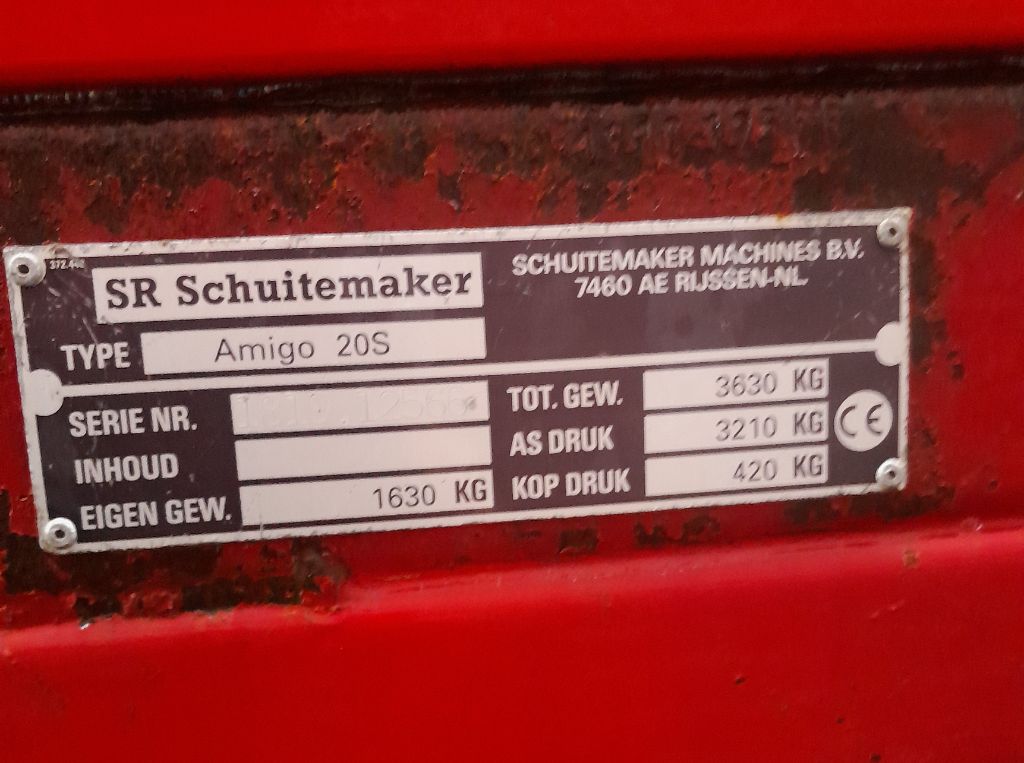 SR Schuitemaker
SCHUITEMAKER MACHINES B.V.
7460 AE RIJSSEN-NL
TYPE Amigo 20S
SERIE NR.
INHOUD
EIGEN GEW. 1630 KG
TOT. GEW. 3630 KG
AS DRUK 3210 KG
KOP DRUK 420 KG
CE